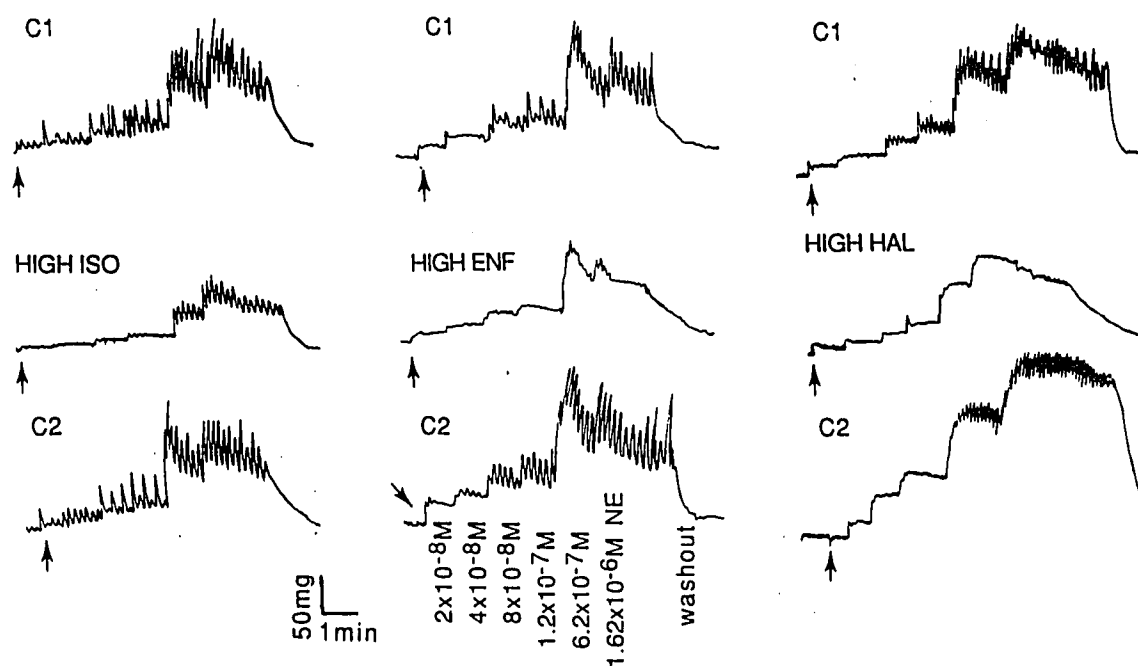 C1
C1
C1
HIGH ISO
HIGH ENF
HIGH HAL
C2
C2
C2
50mg
1min
2x10-8M
4x10-8M
8x10-8M
1.2x10-7M
6.2x10-7M
1.62x10-6M NE
washout